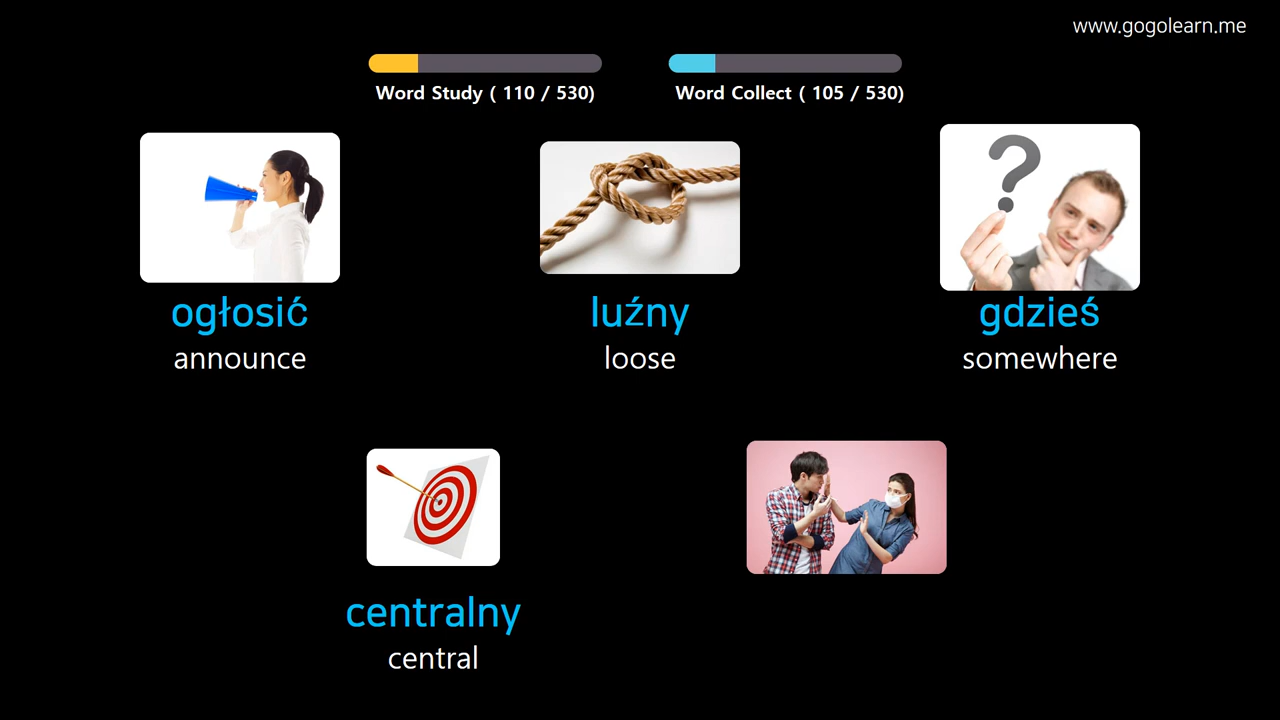 www.gogolearn.me
Word Study ( 110 / 530)
Word Collect ( 105 / 530)
ogłosić
announce
luźny
loose
gdzieś
somewhere
centralny
central